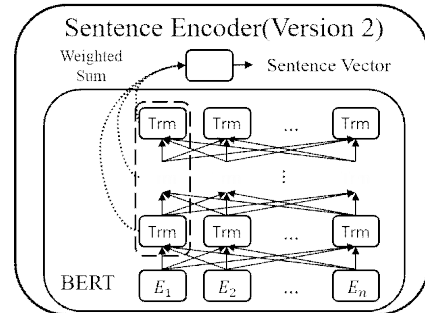 Sentence Encoder(Version 2)
Weighted
Sum
Sentence Vector
Trm Trm ... Trm
⋮
Trm Trm ... Trm
BERT
E1 E2 ... En